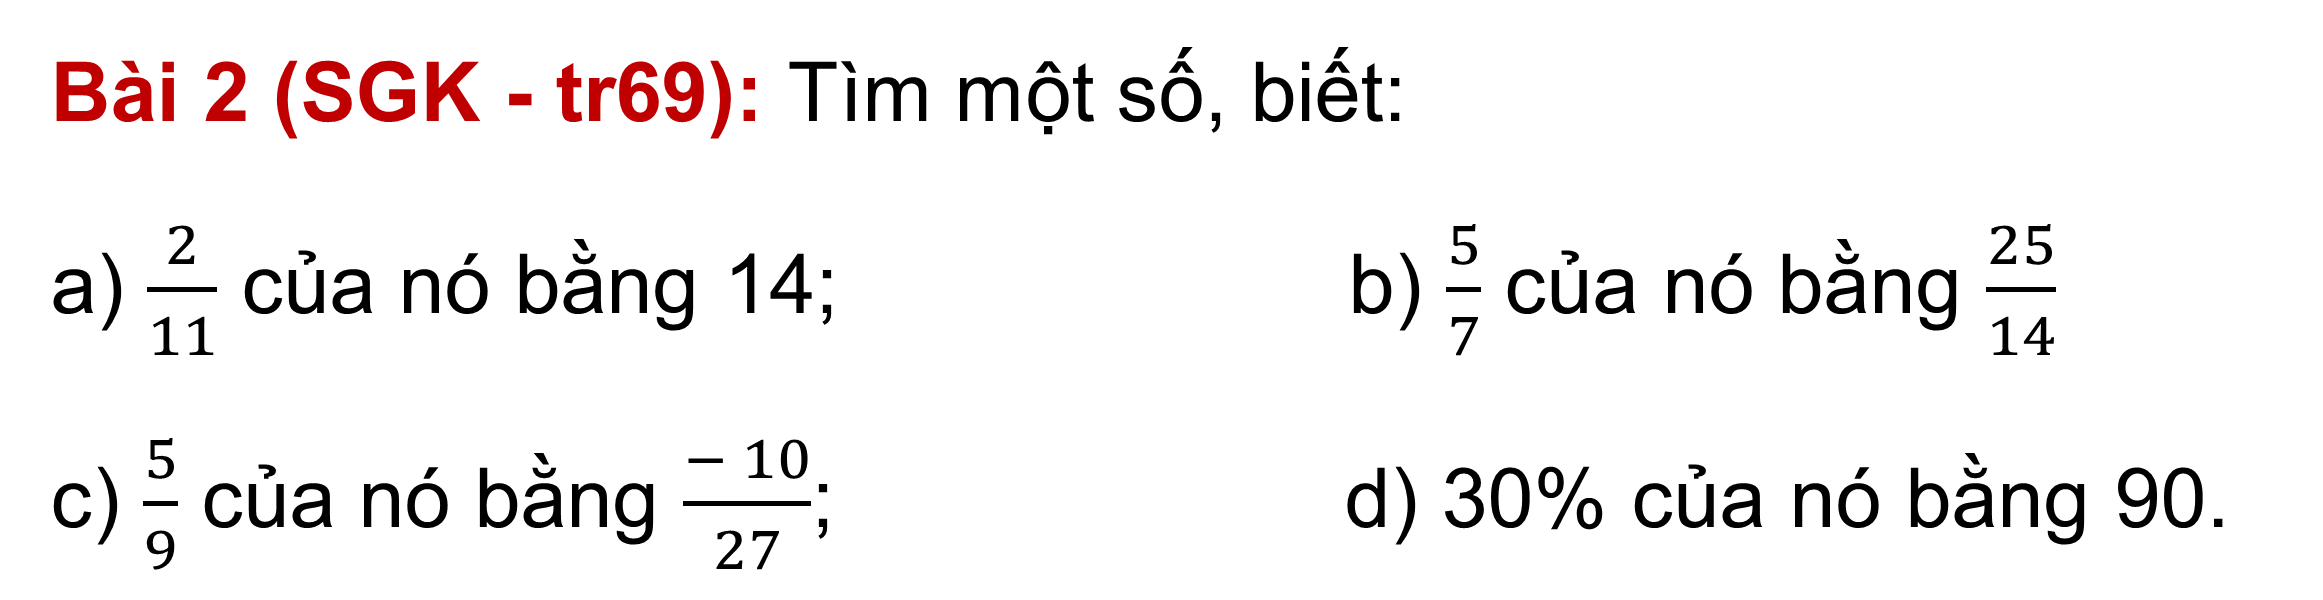 Bài 2 (SGK - tr69): Tìm một số, biết:
a) 2/11 của nó bằng 14; b) 5/7 của nó bằng 25/14
c) 5/9 của nó bằng − 10/27; d) 30% của nó bằng 90.